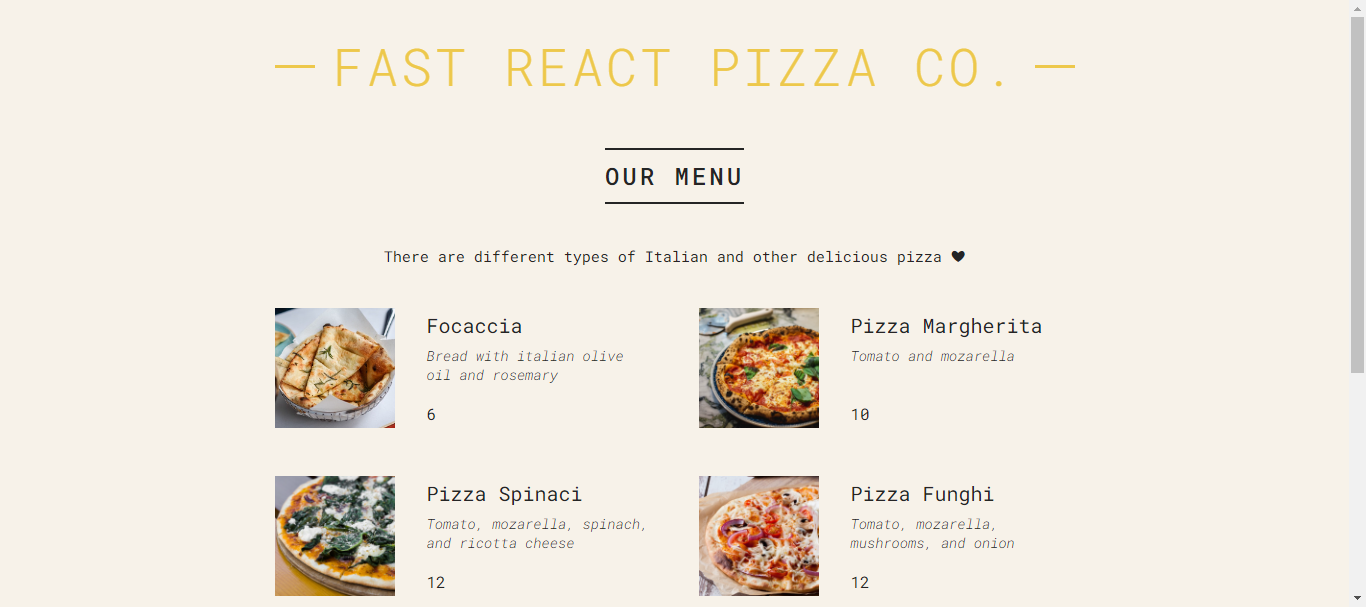 FAST REACT PIZZA CO.
OUR MENU
There are different types of Italian and other delicious pizza 🖤
Focaccia
Bread with italian olive
oil and rosemary
6
Pizza Margherita
Tomato and mozarella
10
Pizza Spinaci
Tomato, mozarella, spinach,
and ricotta cheese
12
Pizza Funghi
Tomato, mozarella,
mushrooms, and onion
12